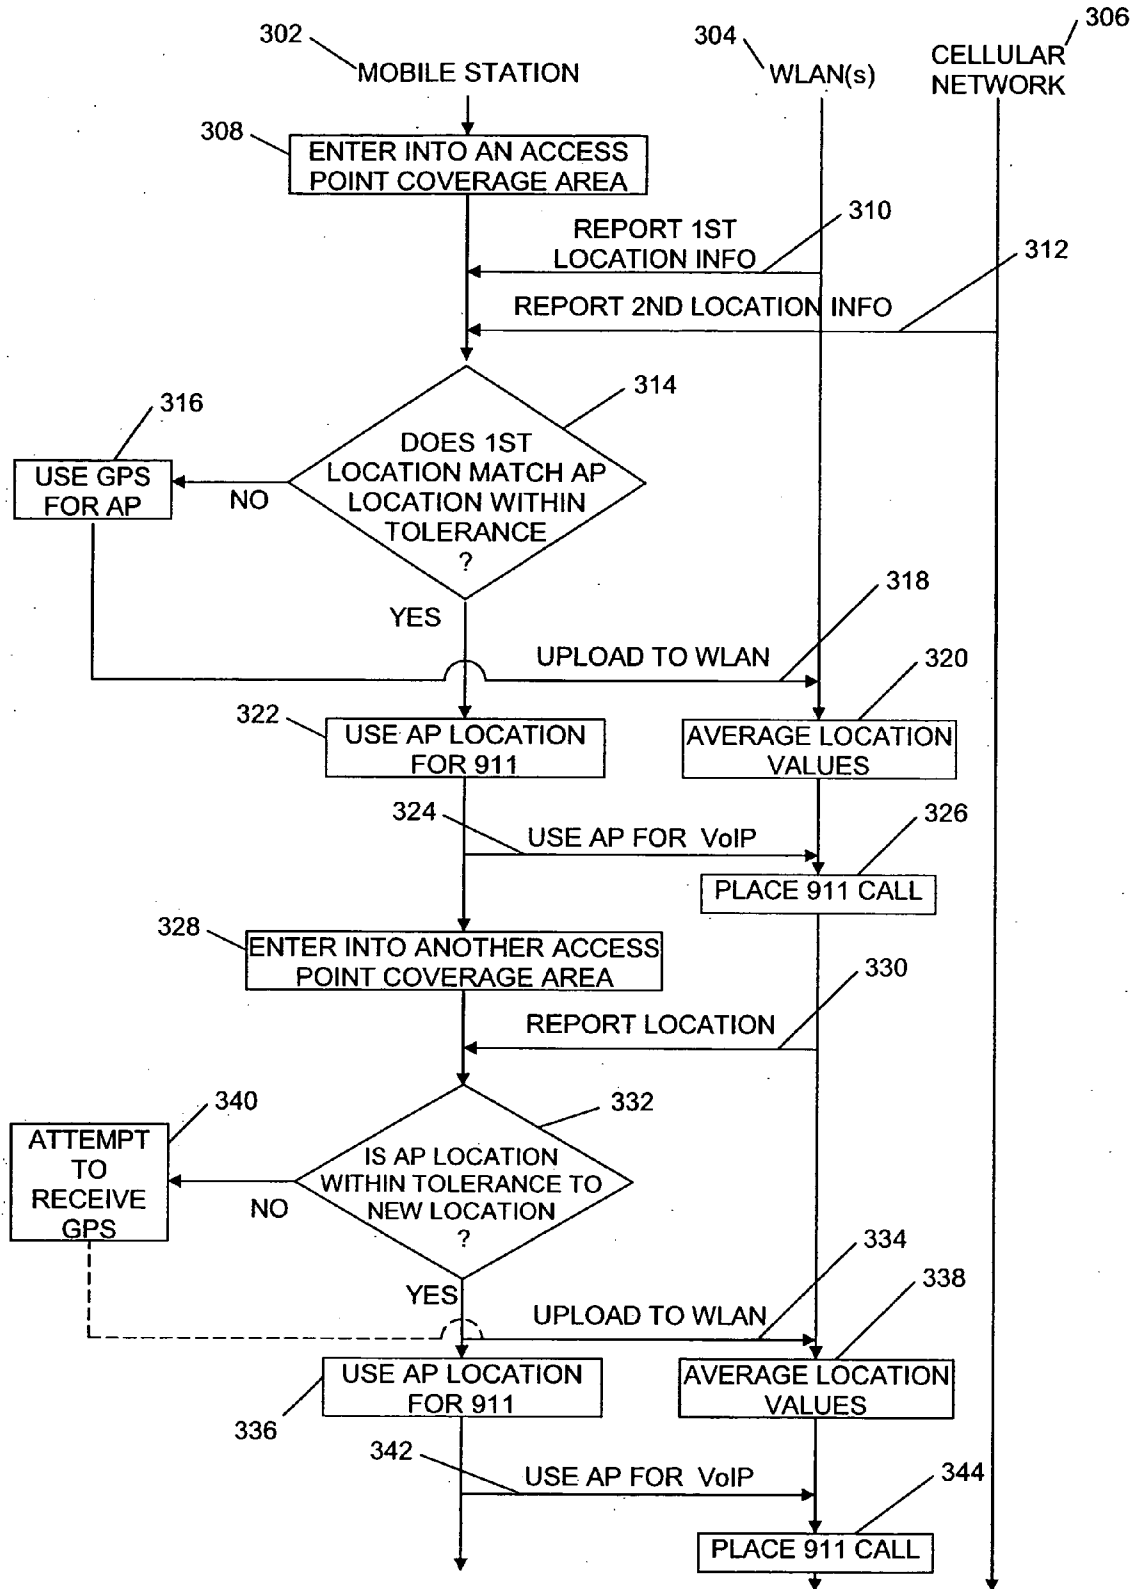 306
302
304
CELLULAR
NETWORK
MOBILE STATION
WLAN(s)
308
ENTER INTO AN ACCESS
POINT COVERAGE AREA
310
REPORT 1ST
LOCATION INFO
312
REPORT 2ND LOCATION INFO
314
316
DOES 1ST
LOCATION MATCH AP
LOCATION WITHIN
TOLERANCE
?
USE GPS
FOR AP
NO
YES
318
UPLOAD TO WLAN
320
322
USE AP LOCATION
FOR 911
AVERAGE LOCATION
VALUES
324
USE AP FOR VoIP
326
PLACE 911 CALL
328
ENTER INTO ANOTHER ACCESS
POINT COVERAGE AREA
330
REPORT LOCATION
340
332
ATTEMPT
TO
RECEIVE
GPS
IS AP LOCATION
WITHIN TOLERANCE TO
NEW LOCATION
?
NO
334
338
YES
UPLOAD TO WLAN
USE AP LOCATION
FOR 911
AVERAGE LOCATION
VALUES
336
342
USE AP FOR VoIP
344
PLACE 911 CALL